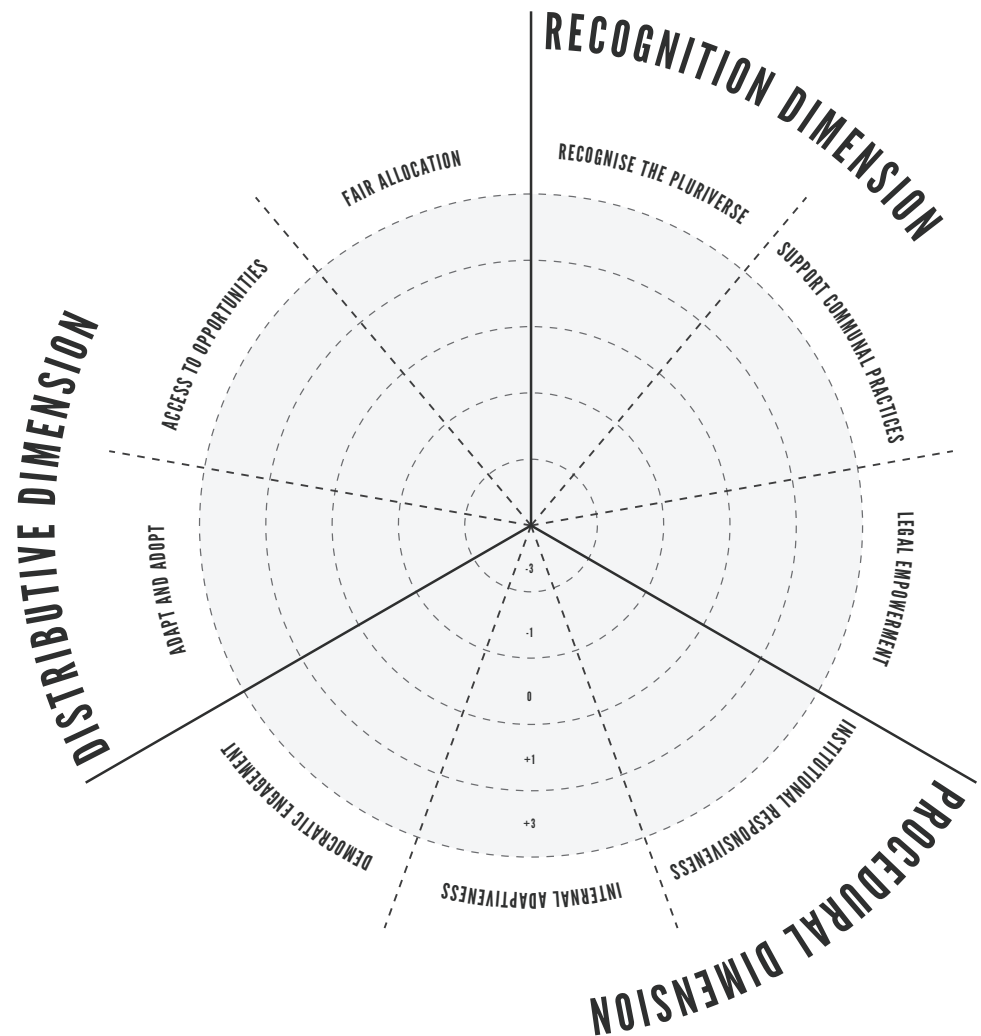 RECOGNITION DIMENSION
RECOGNISE THE PLURIVERSE
SUPPORT COMMUNAL PRACTICES
LEGAL EMPOWERMENT
PROCEDURAL DIMENSION
INSTITUTIONAL RESPONSIVENESS
INTERNAL ADAPTIVENESS
DEMOCRATIC ENGAGEMENT
DISTRIBUTIVE DIMENSION
ADAPT AND ADOPT
ACCESS TO OPPORTUNITIES
FAIR ALLOCATION
-3
-1
0
+1
+3